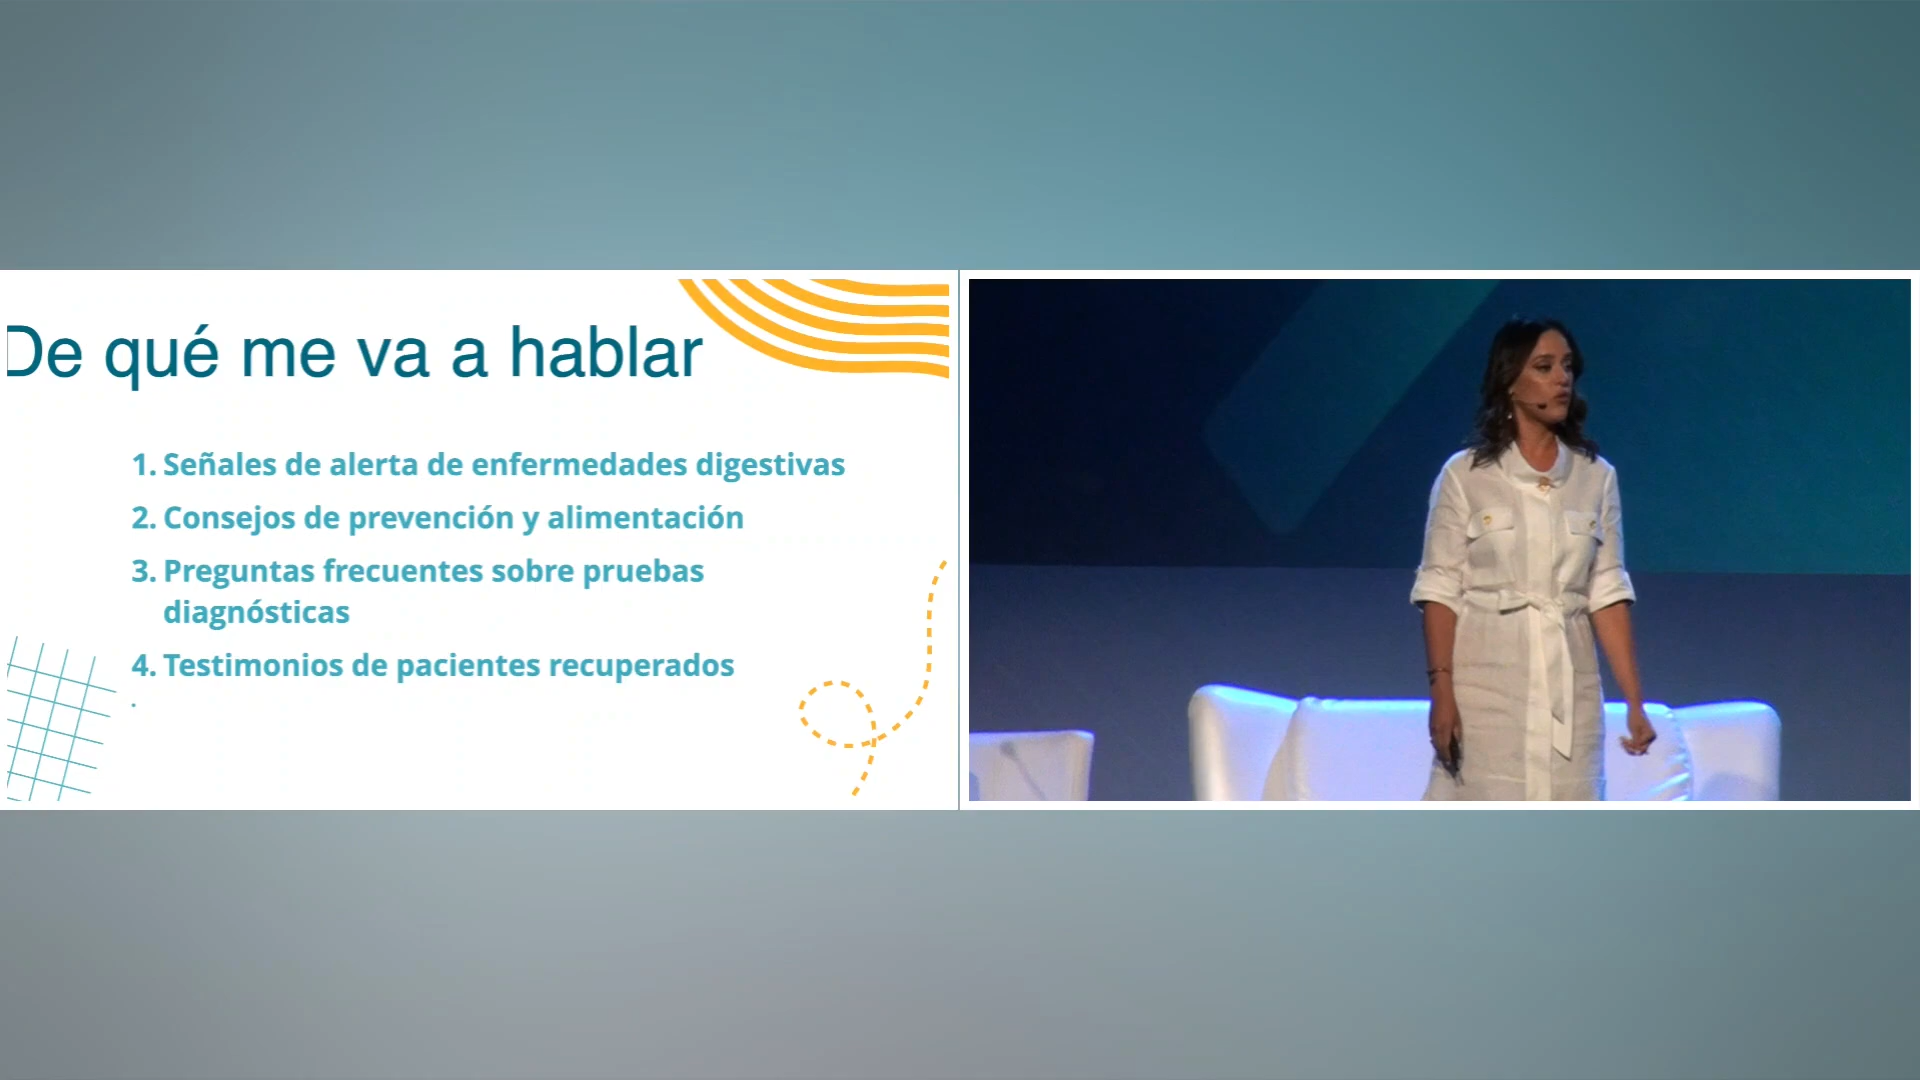 De qué me va a hablar
1. Señales de alerta de enfermedades digestivas
2. Consejos de prevención y alimentación
3. Preguntas frecuentes sobre pruebas
diagnósticas
4. Testimonios de pacientes recuperados
.